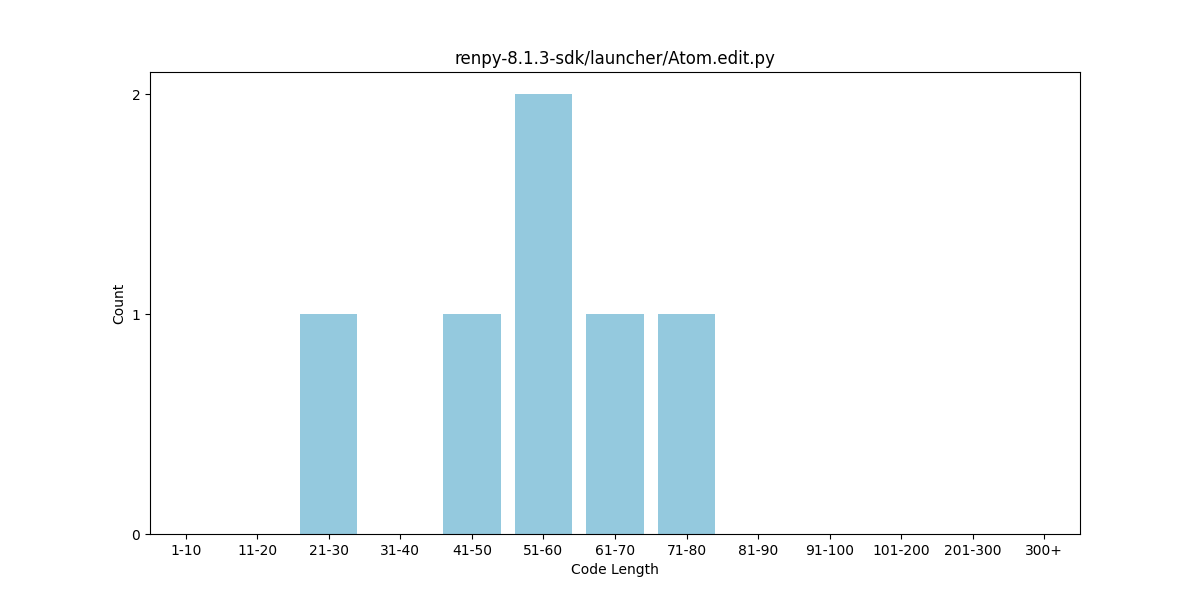 renpy-8.1.3-sdk/launcher/Atom.edit.py
Count
2
1
0
1-10 11-20 21-30 31-40 41-50 51-60 61-70 71-80 81-90 91-100 101-200 201-300 300+
Code Length